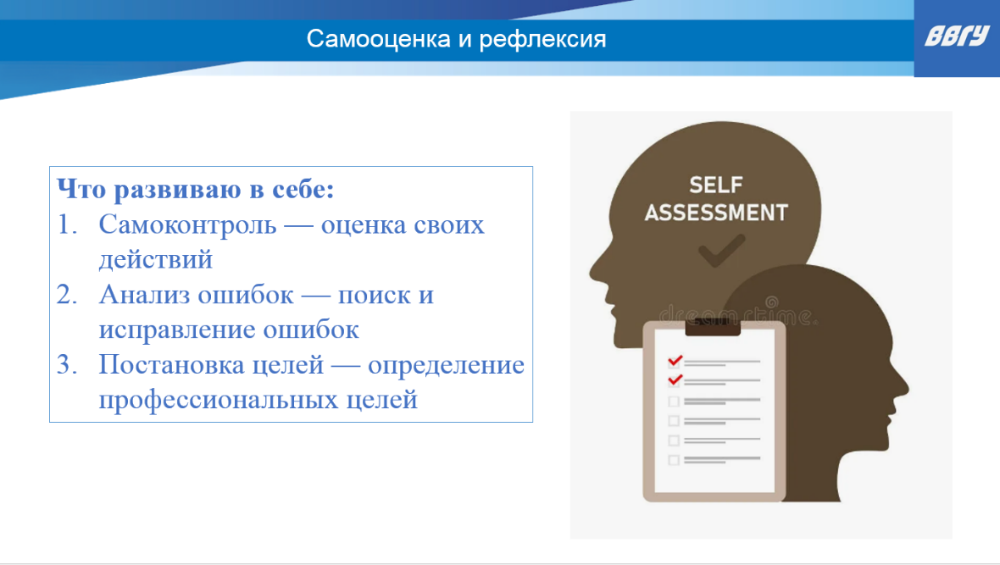 Самооценка и рефлексия
ВВГУ
Что развиваю в себе:
1. Самоконтроль — оценка своих
действий
2. Анализ ошибок — поиск и
исправление ошибок
3. Постановка целей — определение
профессиональных целей
SELF
ASSESSMENT
dreamstime.